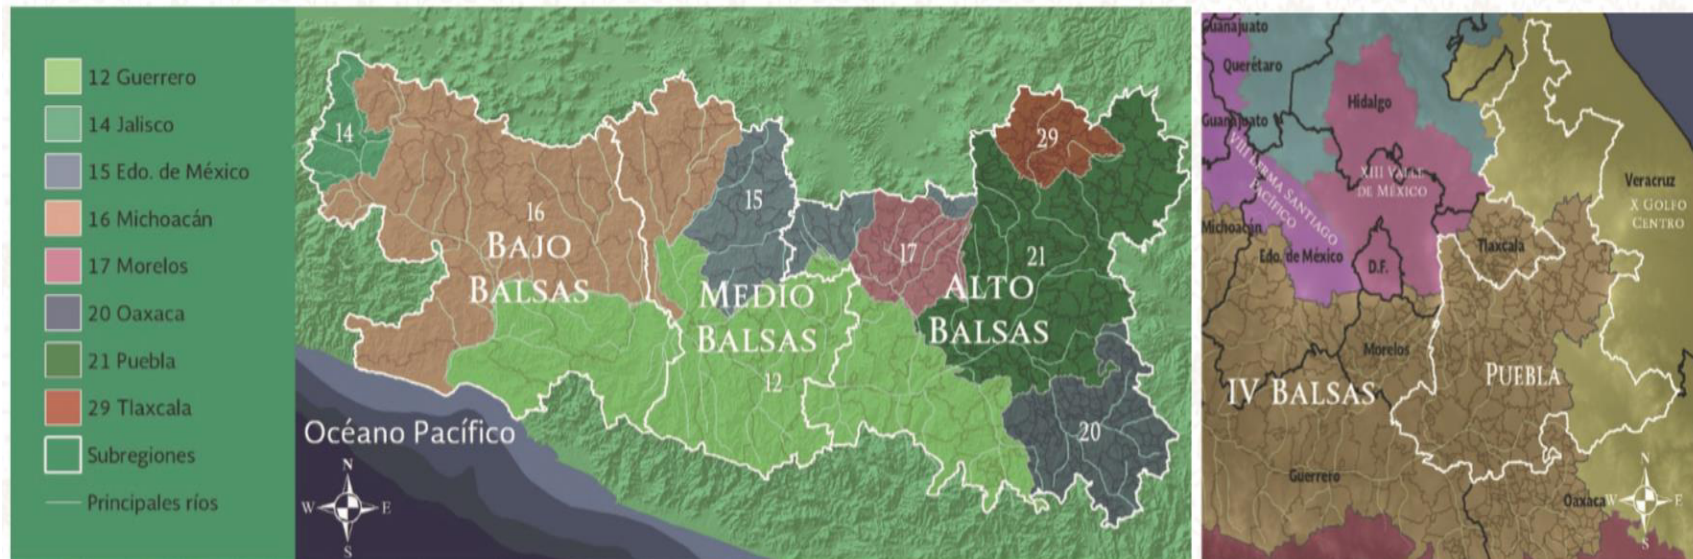 12 Guerrero
14 Jalisco
15 Edo. de México
16 Michoacán
17 Morelos
20 Oaxaca
21 Puebla
29 Tlaxcala
Subregiones
Principales ríos
14
29
15
16
17
21
BAJO
BALSAS
MEDIO
BALSAS
ALTO
BALSAS
12
20
Océano Pacífico
N
W E
S
Guanajuato
Querétaro
Hidalgo
Guanajuato
VIII LERMA SANTIAGO
PACÍFICO
XIII VALLE
DE MÉXICO
Veracruz
X GOLFO
CENTRO
Michoacán
Tlaxcala
Edo. de México
D.F.
Morelos
PUEBLA
IV BALSAS
Guerrero
Oaxaca
N
W E
S